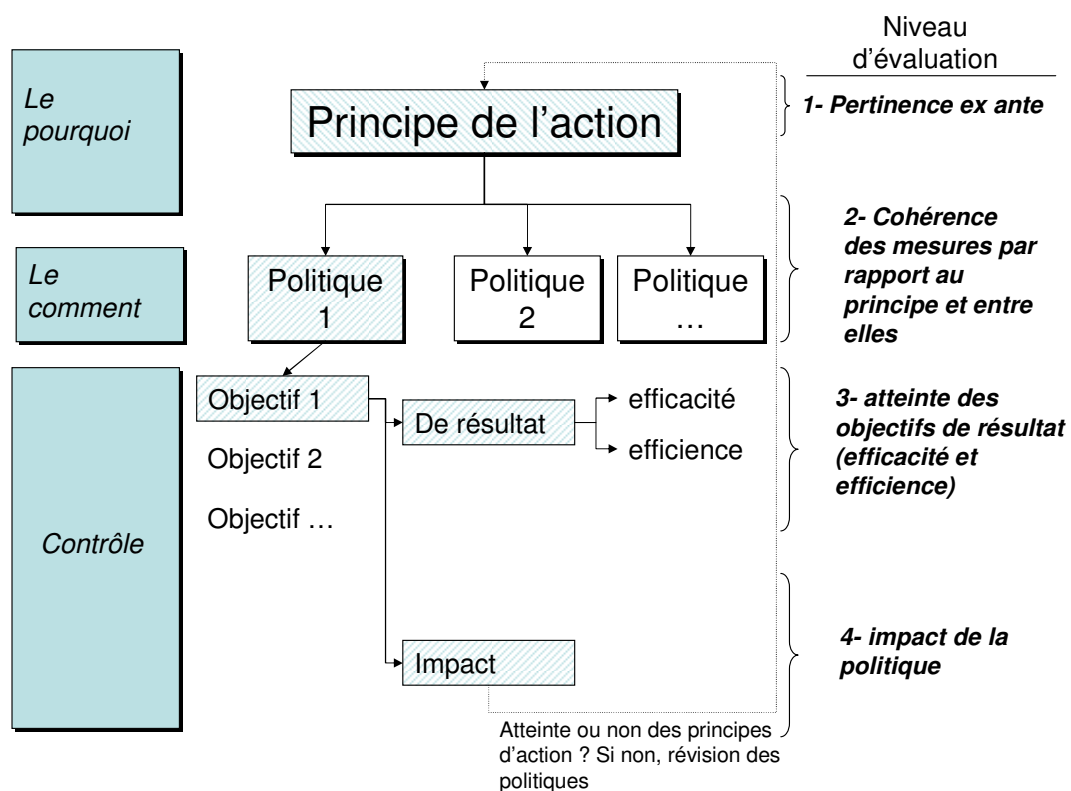 Niveau
d'évaluation
Le
pourquoi
Principe de l'action
1- Pertinence ex ante
Le
comment
Politique
1
Politique
2
Politique
…
2- Cohérence
des mesures par
rapport au
principe et entre
elles
Contrôle
Objectif 1
Objectif 2
Objectif …
De résultat
efficacité
efficience
3- atteinte des
objectifs de résultat
(efficacité et
efficience)
Impact
4- impact de la
politique
Atteinte ou non des principes
d'action ? Si non, révision des
politiques